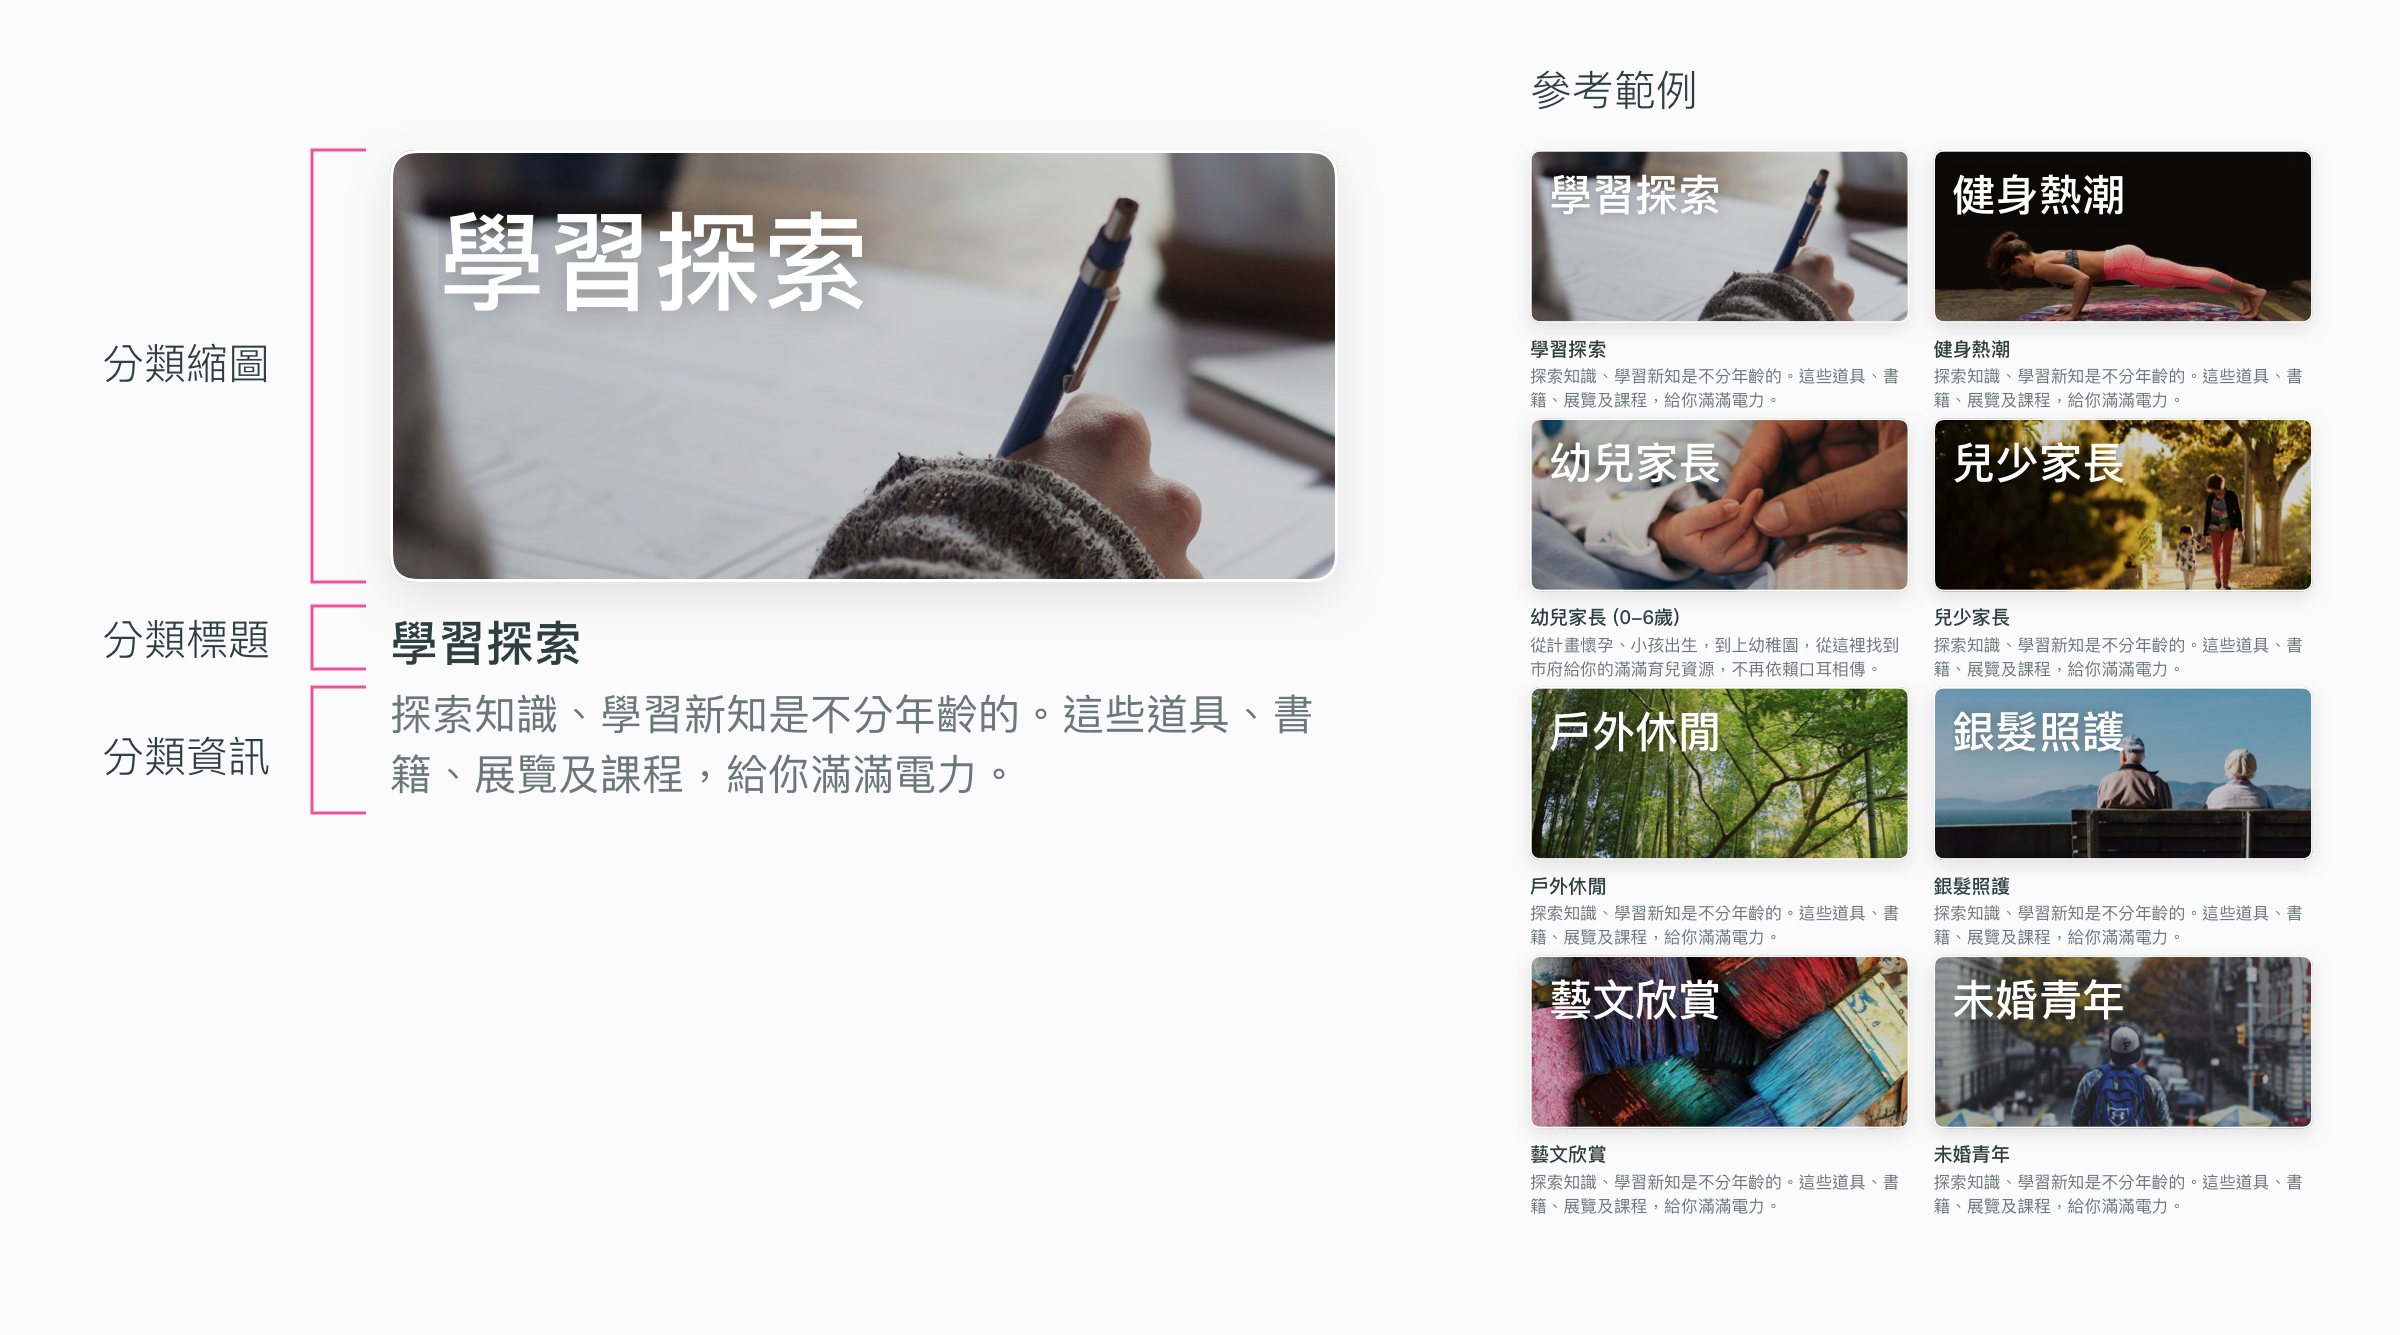 分類縮圖
學習探索
分類標題
學習探索
分類資訊
探索知識、學習新知是不分年齡的。這些道具、書
籍、展覽及課程，給你滿滿電力。
參考範例
學習探索
學習探索
探索知識、學習新知是不分年齡的。這些道具、書
籍、展覽及課程，給你滿滿電力。
健身熱潮
健身熱潮
探索知識、學習新知是不分年齡的。這些道具、書
籍、展覽及課程，給你滿滿電力。
幼兒家長
幼兒家長 (0–6歲)
從計畫懷孕、小孩出生，到上幼稚園，從這裡找到
市府給你的滿滿育兒資源，不再依賴口耳相傳。
兒少家長
兒少家長
探索知識、學習新知是不分年齡的。這些道具、書
籍、展覽及課程，給你滿滿電力。
戶外休閒
戶外休閒
探索知識、學習新知是不分年齡的。這些道具、書
籍、展覽及課程，給你滿滿電力。
銀髮照護
銀髮照護
探索知識、學習新知是不分年齡的。這些道具、書
籍、展覽及課程，給你滿滿電力。
藝文欣賞
藝文欣賞
探索知識、學習新知是不分年齡的。這些道具、書
籍、展覽及課程，給你滿滿電力。
未婚青年
未婚青年
探索知識、學習新知是不分年齡的。這些道具、書
籍、展覽及課程，給你滿滿電力。